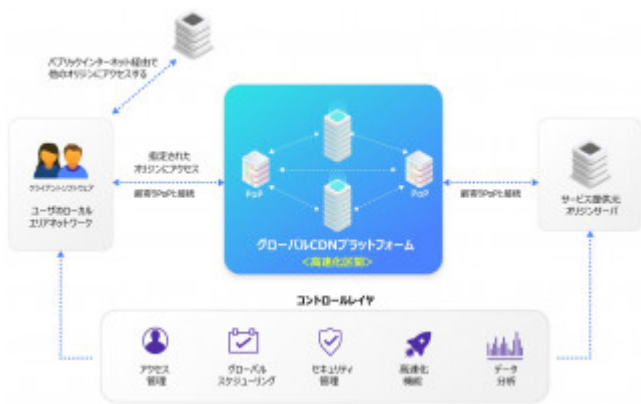 パブリックインターネット経由で
他のオリジンにアクセスする
クライアントソフトウェア
ユーザのローカル
エリアネットワーク
指定された
オリジンにアクセス
最寄りPoPに接続
PoP
PoP
グローバルCDNプラットフォーム
<高速化区間>
最寄りPoPに接続
サービス提供元
オリジンサーバ
コントロールレイヤ
アクセス
管理
グローバル
スケジューリング
セキュリティ
管理
高速化
機能
データ
分析